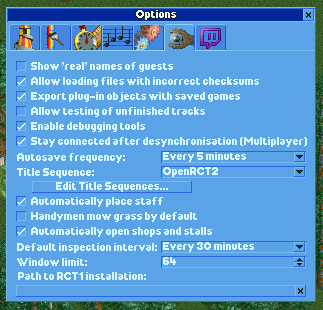 Options
Show 'real' names of guests
Allow loading files with incorrect checksums
Export plug-in objects with saved games
Allow testing of unfinished tracks
Enable debugging tools
Stay connected after desynchronisation (Multiplayer)
Autosave frequency: Every 5 minutes
Title Sequence: OpenRCT2
Edit Title Sequences...
Automatically place staff
Handymen mow grass by default
Automatically open shops and stalls
Default inspection interval: Every 30 minutes
Window limit: 64
Path to RCT1 installation: